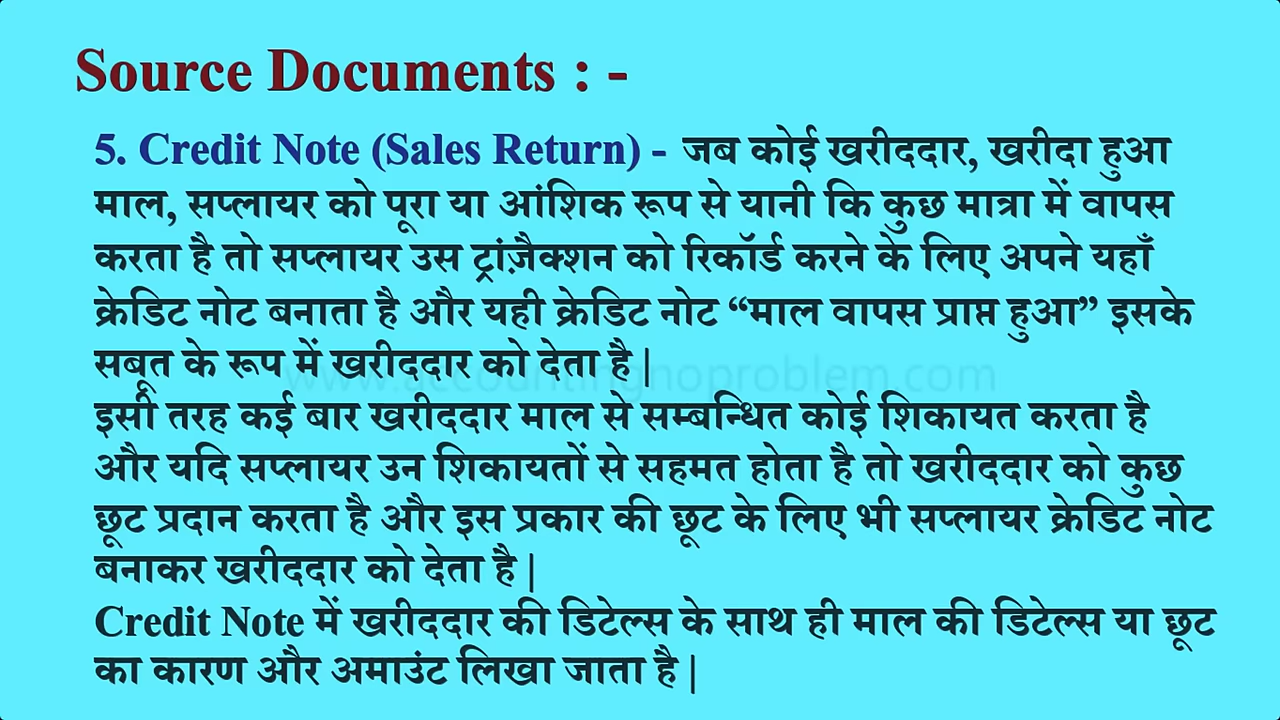 Source Documents : -
5. Credit Note (Sales Return) - जब कोई खरीददार, खरीदा हुआ
माल, सप्लायर को पूरा या आंशिक रूप से यानी कि कुछ मात्रा में वापस
करता है तो सप्लायर उस ट्रांज़ैक्शन को रिकॉर्ड करने के लिए अपने यहाँ
क्रेडिट नोट बनाता है और यही क्रेडिट नोट “माल वापस प्राप्त हुआ” इसके
सबूत के रूप में खरीददार को देता है |
www.accountingnoproblem.com
इसी तरह कई बार खरीददार माल से सम्बन्धित कोई शिकायत करता है
और यदि सप्लायर उन शिकायतों से सहमत होता है तो खरीददार को कुछ
छूट प्रदान करता है और इस प्रकार की छूट के लिए भी सप्लायर क्रेडिट नोट
बनाकर खरीददार को देता है |
Credit Note में खरीददार की डिटेल्स के साथ ही माल की डिटेल्स या छूट
का कारण और अमाउंट लिखा जाता है |